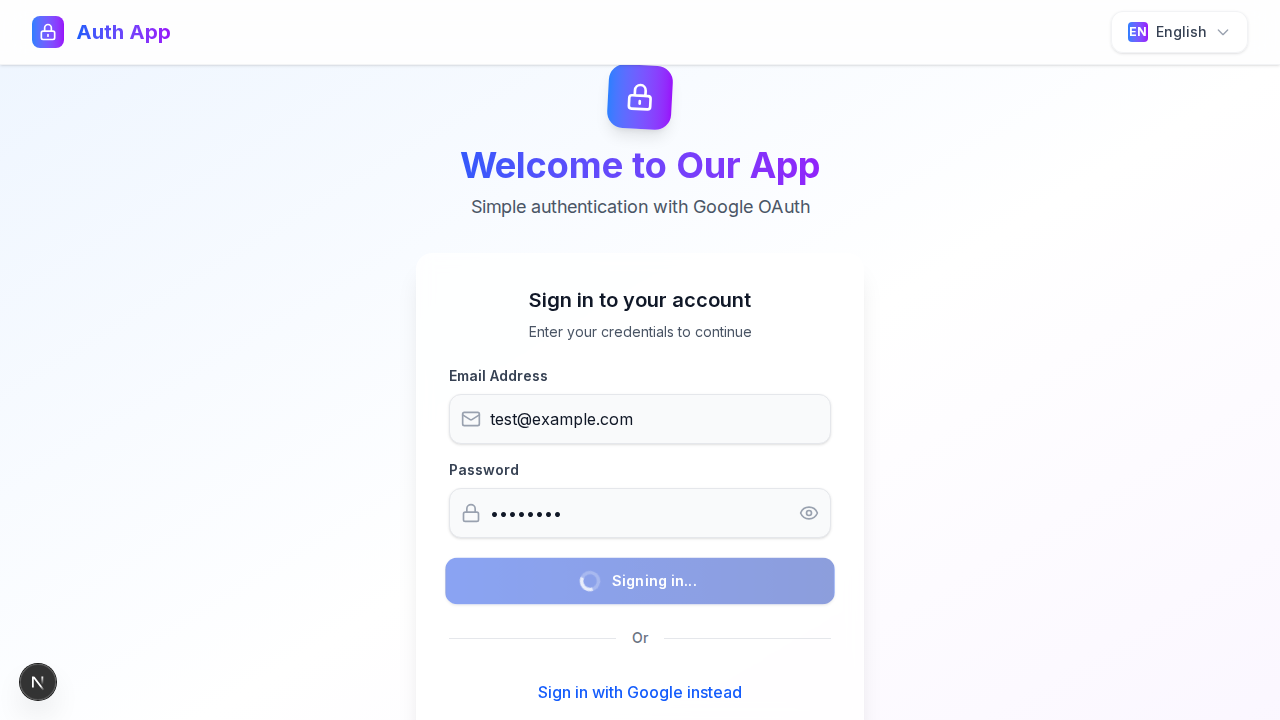 Auth App
EN English
Welcome to Our App
Simple authentication with Google OAuth
Sign in to your account
Enter your credentials to continue
Email Address
test@example.com
Password
••••••••
Signing in...
Or
N
Sign in with Google instead